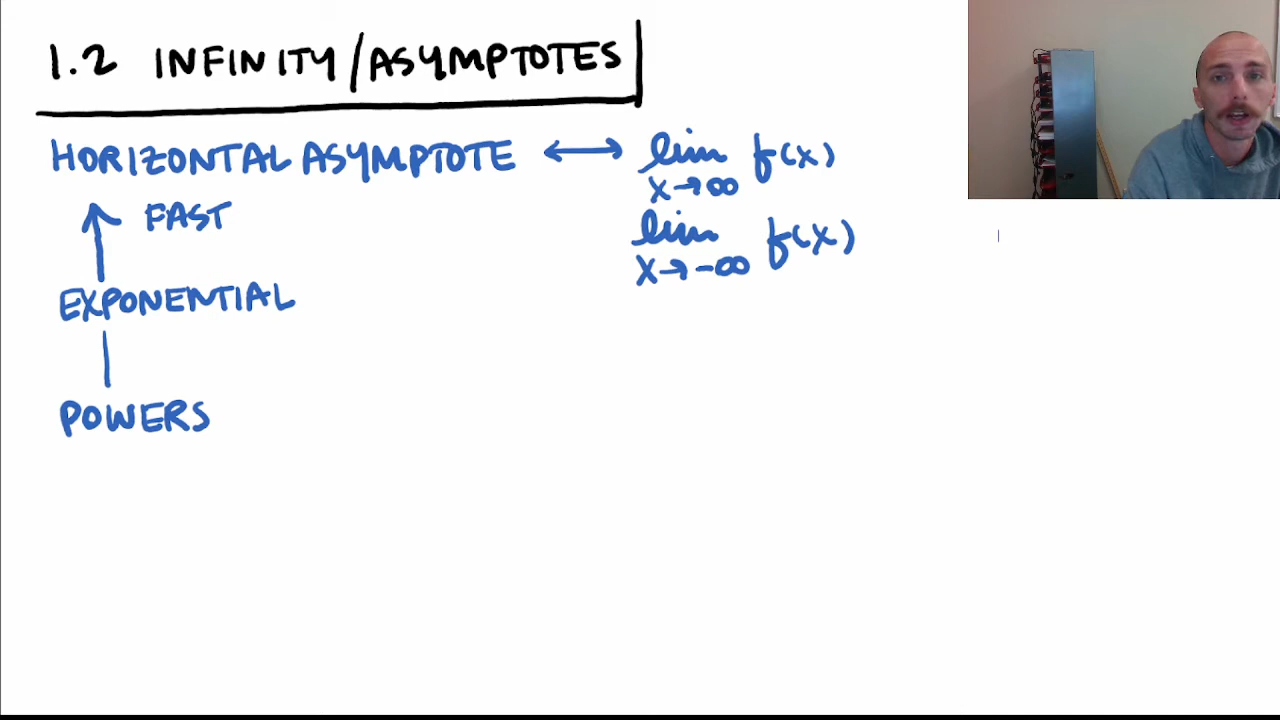 1.2 INFINITY/ASYMPTOTES
HORIZONTAL ASYMPTOTE ↔ lim f(x)
x→∞
FAST
lim f(x)
x→-∞
EXPONENTIAL
POWERS